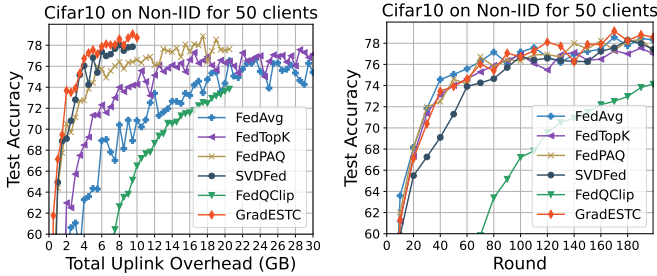 Cifar10 on Non-IID for 50 clients
Test Accuracy
78
76
74
72
70
68
66
64
62
60
0 2 4 6 8 10 12 14 16 18 20 22 24 26 28 30
Total Uplink Overhead (GB)
FedAvg
FedTopK
FedPAQ
SVDFed
FedQClip
GradESTC
Cifar10 on Non-IID for 50 clients
Test Accuracy
78
76
74
72
70
68
66
64
62
60
0 20 40 60 80 100 120 140 160 180
Round
FedAvg
FedTopK
FedPAQ
SVDFed
FedQClip
GradESTC